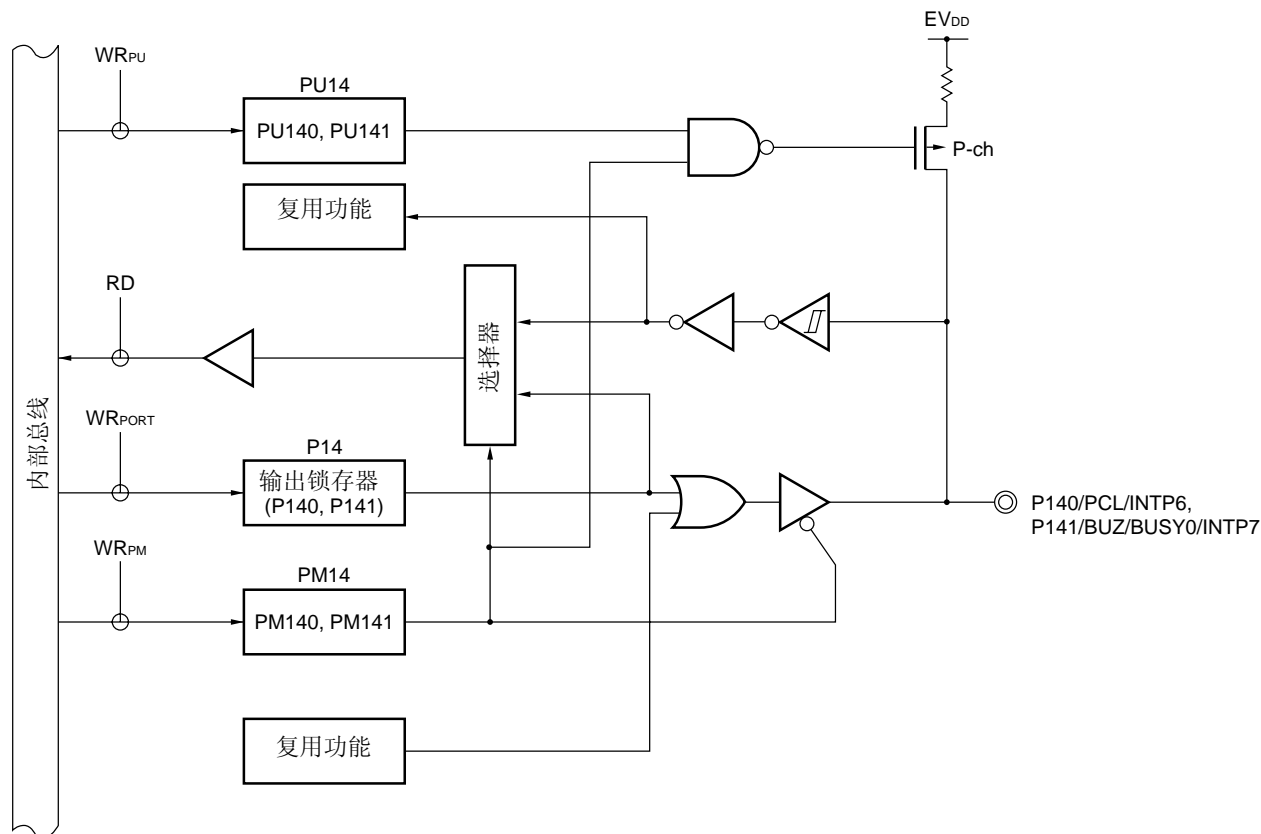 EVDD
WRPU
PU14
PU140, PU141
P-ch
复用功能
RD
选择器
内部总线
WRPORT
P14
输出锁存器
(P140, P141)
P140/PCL/INTP6,
P141/BUZ/BUSY0/INTP7
WRPM
PM14
PM140, PM141
复用功能